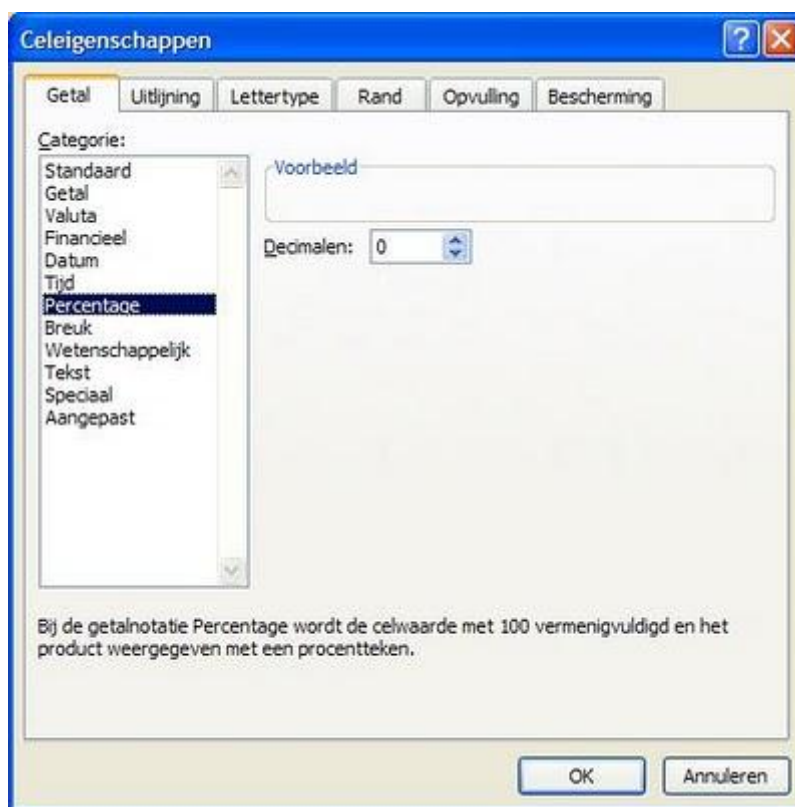 Celeigenschappen
Getal Uitlijning Lettertype Rand Opvulling Bescherming
Categorie:
Standaard
Getal
Valuta
Financieel
Datum
Tijd
Percentage
Breuk
Wetenschappelijk
Tekst
Speciaal
Aangepast
Voorbeeld
Decimalen: 0
Bij de getalnotatie Percentage wordt de celwaarde met 100 vermenigvuldigd en het
product weergegeven met een procentteken.
OK Annuleren